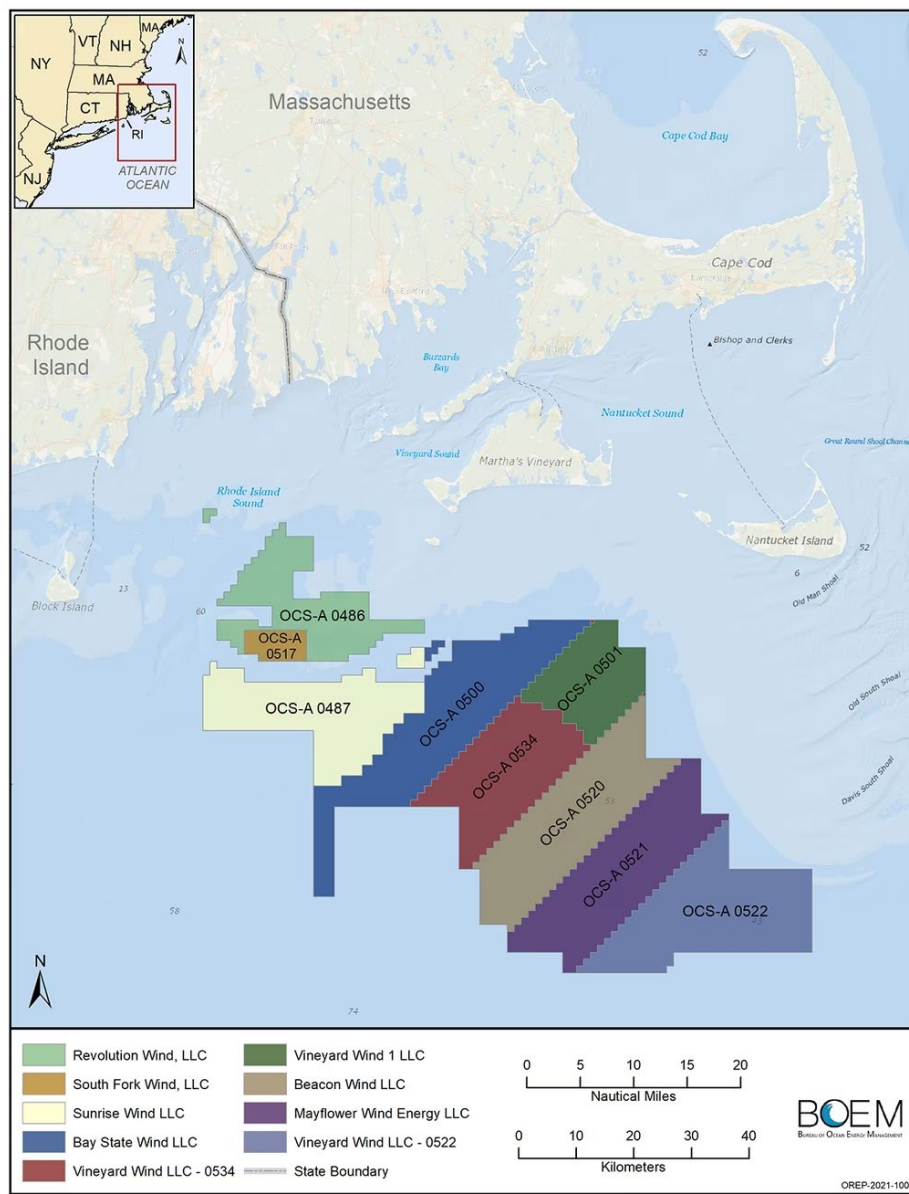 MA
VT
NH
NY
MA
CT
RI
NJ
ATLANTIC
OCEAN
N
52
Massachusetts
Cape Cod Bay
Cape Cod
Rhode
Island
Buzzards
Bay
Bishop and Clerks
Nantucket Sound
Great Round Shoal Channel
Vineyard Sound
Martha's Vineyard
Rhode Island
Sound
Nantucket Island
52
Block Island
13
60
6
Old Man Shoal
OCS-A 0486
OCS-A
0517
OCS-A 0487
OCS-A 0500
OCS-A 0501
OCS-A 0534
OCS-A 0520
53
OCS-A 0521
OCS-A 0522
Old South Shoal
Davis South Shoal
58
74
N
Revolution Wind, LLC
South Fork Wind, LLC
Sunrise Wind LLC
Bay State Wind LLC
Vineyard Wind LLC - 0534
Vineyard Wind 1 LLC
Beacon Wind LLC
Mayflower Wind Energy LLC
Vineyard Wind LLC - 0522
State Boundary
0 5 10 15 20
Nautical Miles
0 10 20 30 40
Kilometers
BOEM
BUREAU OF OCEAN ENERGY MANAGEMENT
OREP-2021-100